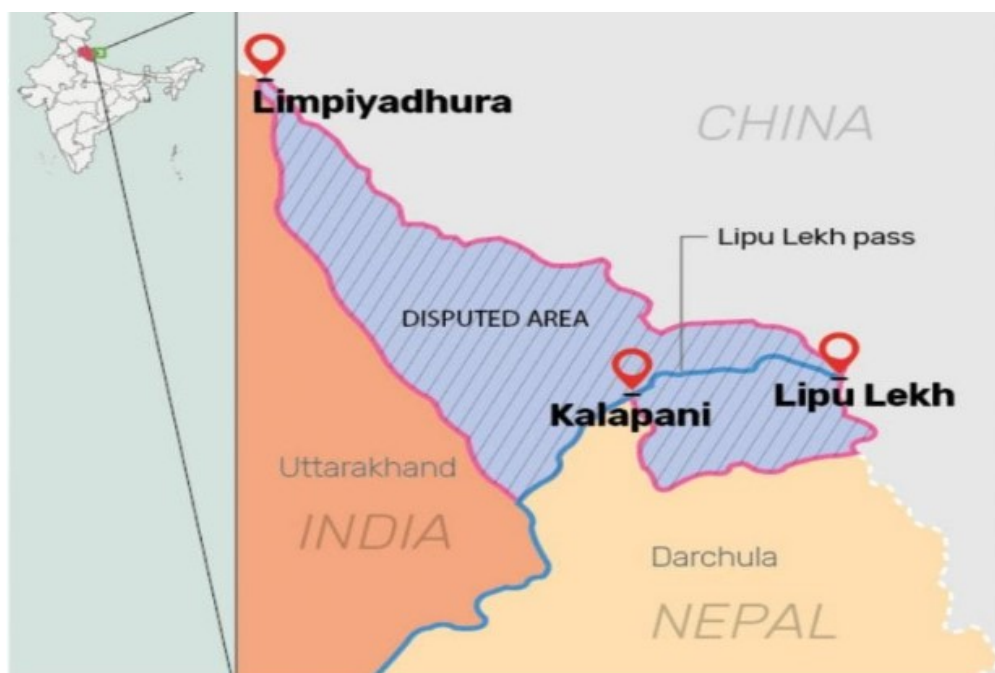 Limpiyadhura
CHINA
Lipu Lekh pass
DISPUTED AREA
Kalapani
Lipu Lekh
Uttarakhand
INDIA
Darchula
NEPAL